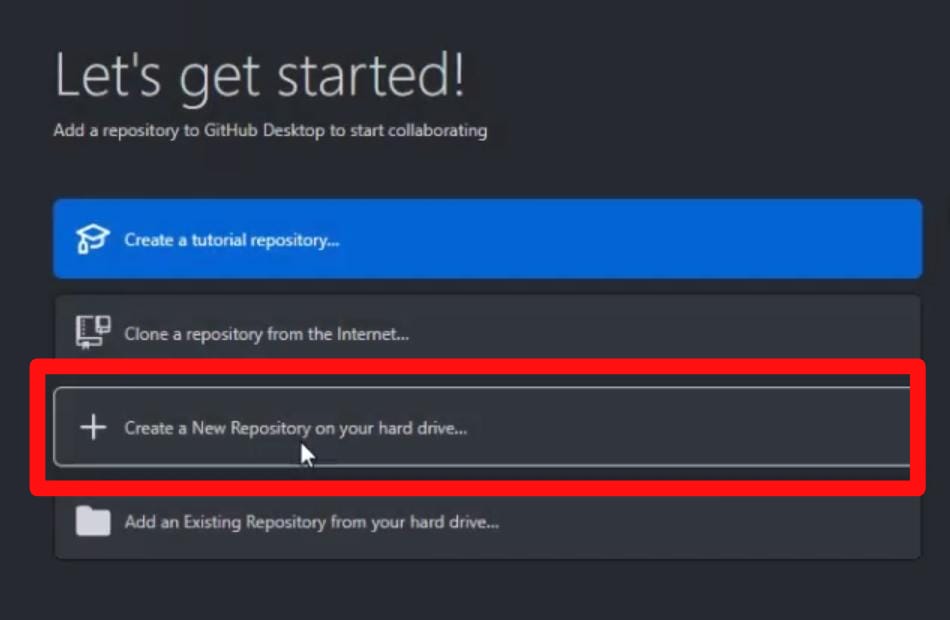 Let's get started!
Add a repository to GitHub Desktop to start collaborating
Create a tutorial repository...
Clone a repository from the Internet...
Create a New Repository on your hard drive...
Add an Existing Repository from your hard drive...